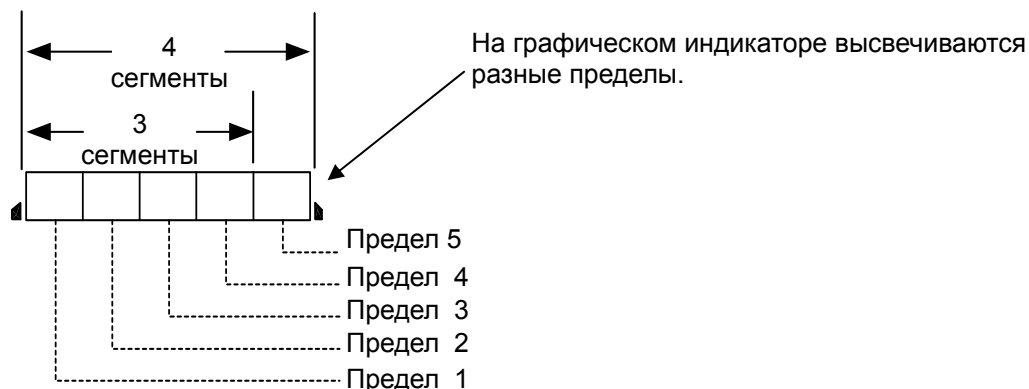 4
сегменты
3
сегменты
На графическом индикаторе высвечиваются
разные пределы.
Предел 5
Предел 4
Предел 3
Предел 2
Предел 1